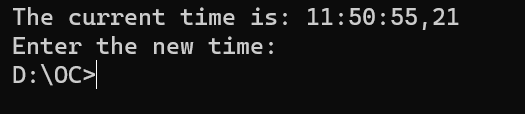 The current time is: 11:50:55,21
Enter the new time:
D:\OC>